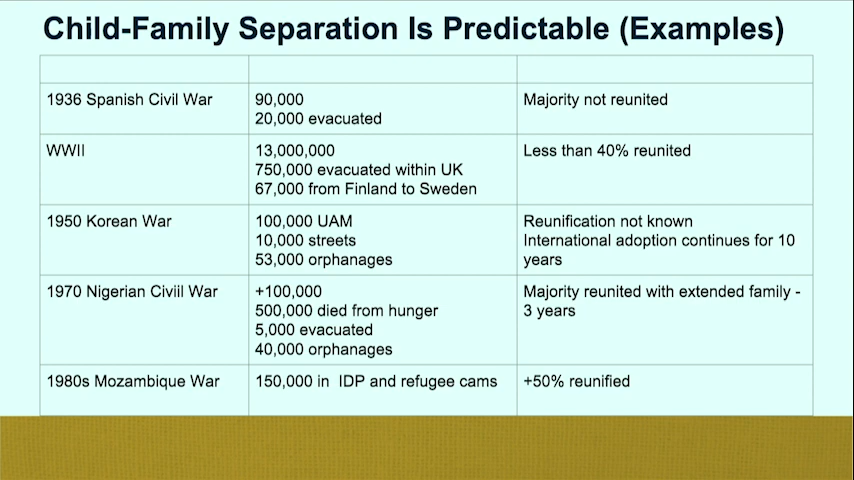 Child-Family Separation Is Predictable (Examples)
1936 Spanish Civil War
90,000
20,000 evacuated
Majority not reunited
WWII
13,000,000
750,000 evacuated within UK
67,000 from Finland to Sweden
Less than 40% reunited
1950 Korean War
100,000 UAM
10,000 streets
53,000 orphanages
Reunification not known
International adoption continues for 10
years
1970 Nigerian Civiil War
+100,000
500,000 died from hunger
5,000 evacuated
40,000 orphanages
Majority reunited with extended family -
3 years
1980s Mozambique War
150,000 in IDP and refugee cams
+50% reunified